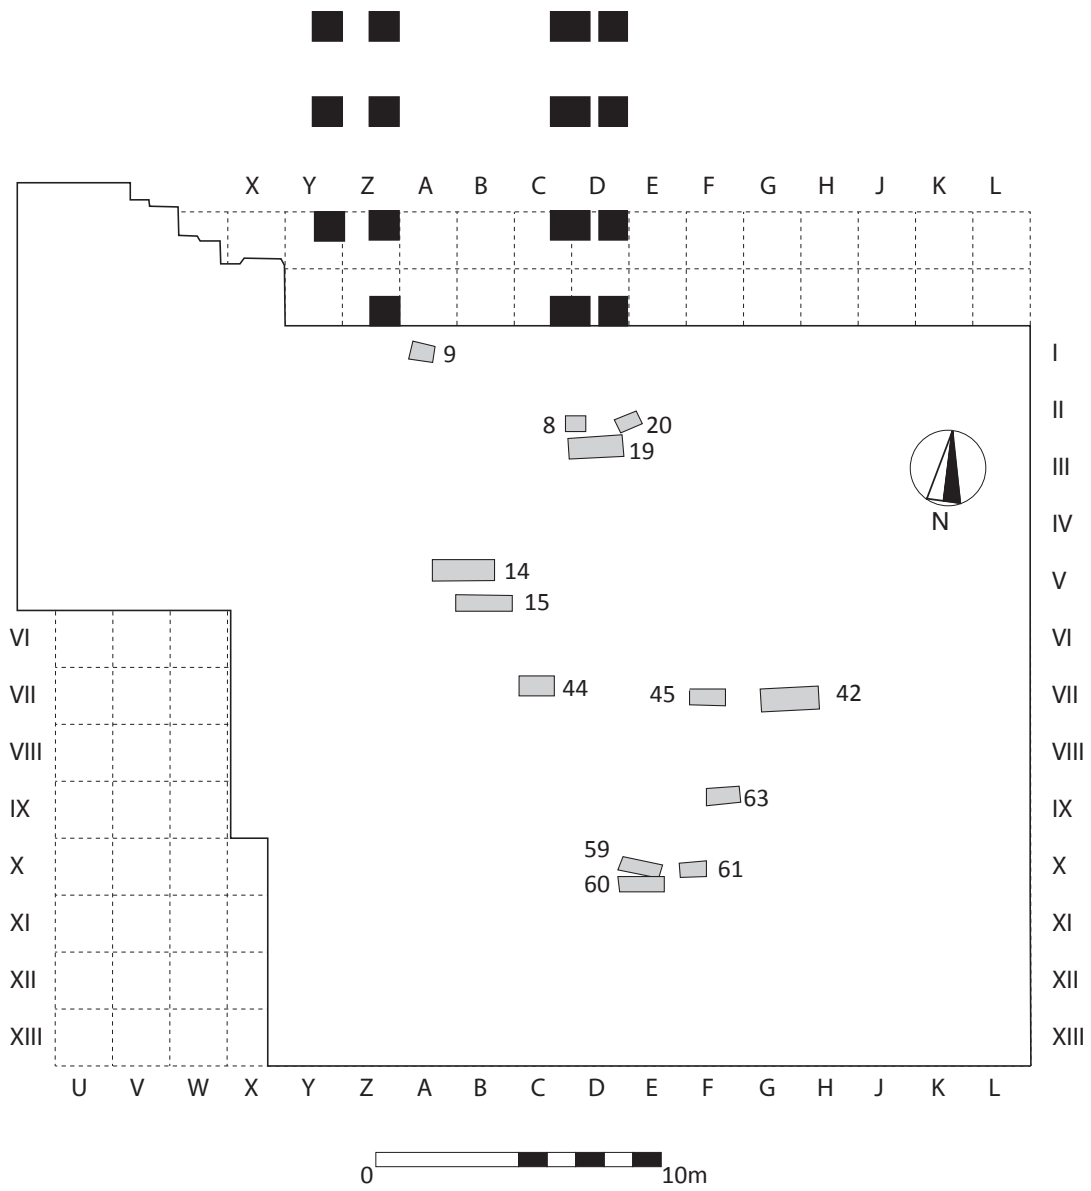 X Y Z A B C D E F G H J K L
9 I
II
8 20
19 III
N
IV
14 V
15
VI VI
44 45 42
VII VII
VIII VIII
63
IX IX
59
X 61 X
60
XI XI
XII XII
XIII XIII
U V W X Y Z A B C D E F G H J K L
0 10m